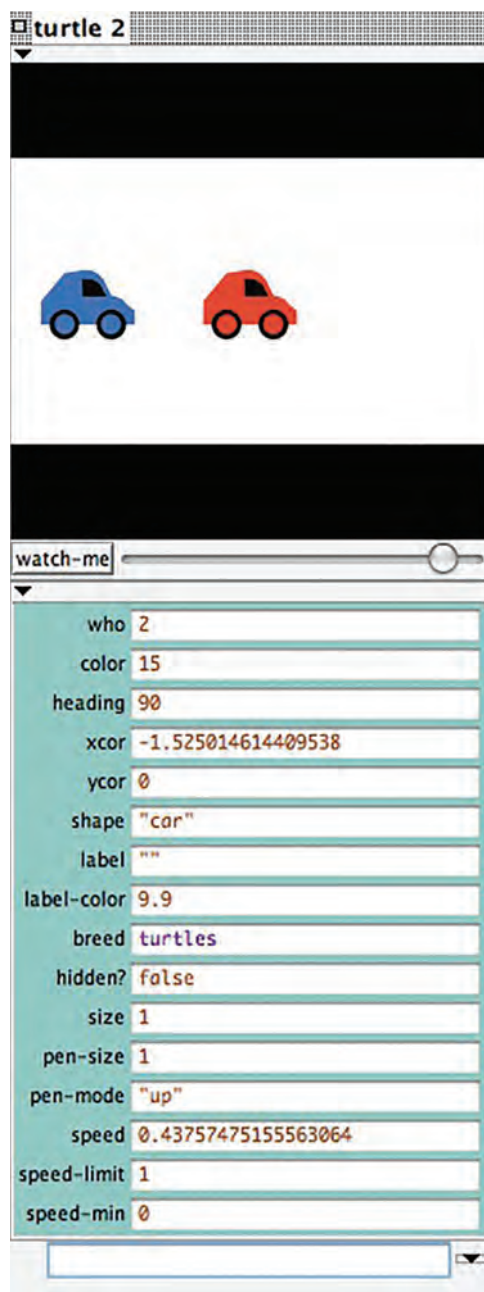 turtle 2
watch-me
who 2
color 15
heading 90
xcor -1.525014614409538
ycor 0
shape "car"
label ""
label-color 9.9
breed turtles
hidden? false
size 1
pen-size 1
pen-mode "up"
speed 0.43757475155563064
speed-limit 1
speed-min 0